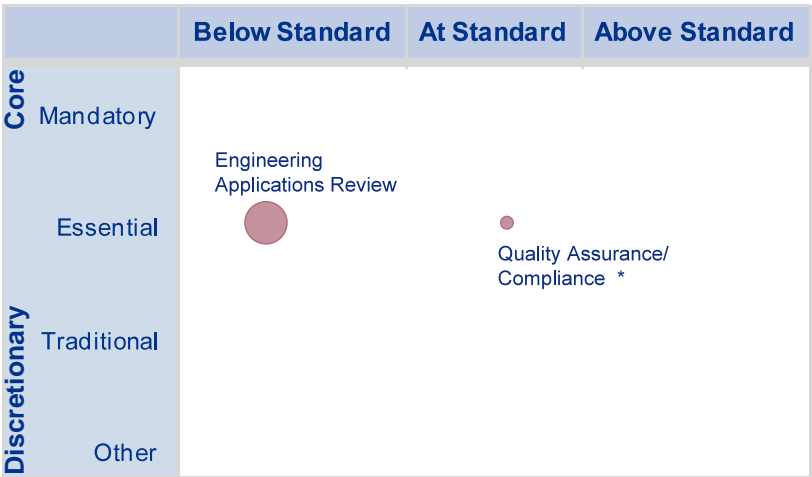 Below Standard At Standard Above Standard
Core
Mandatory
Engineering
Applications Review
Essential
Quality Assurance/
Compliance *
Discretionary
Traditional
Other